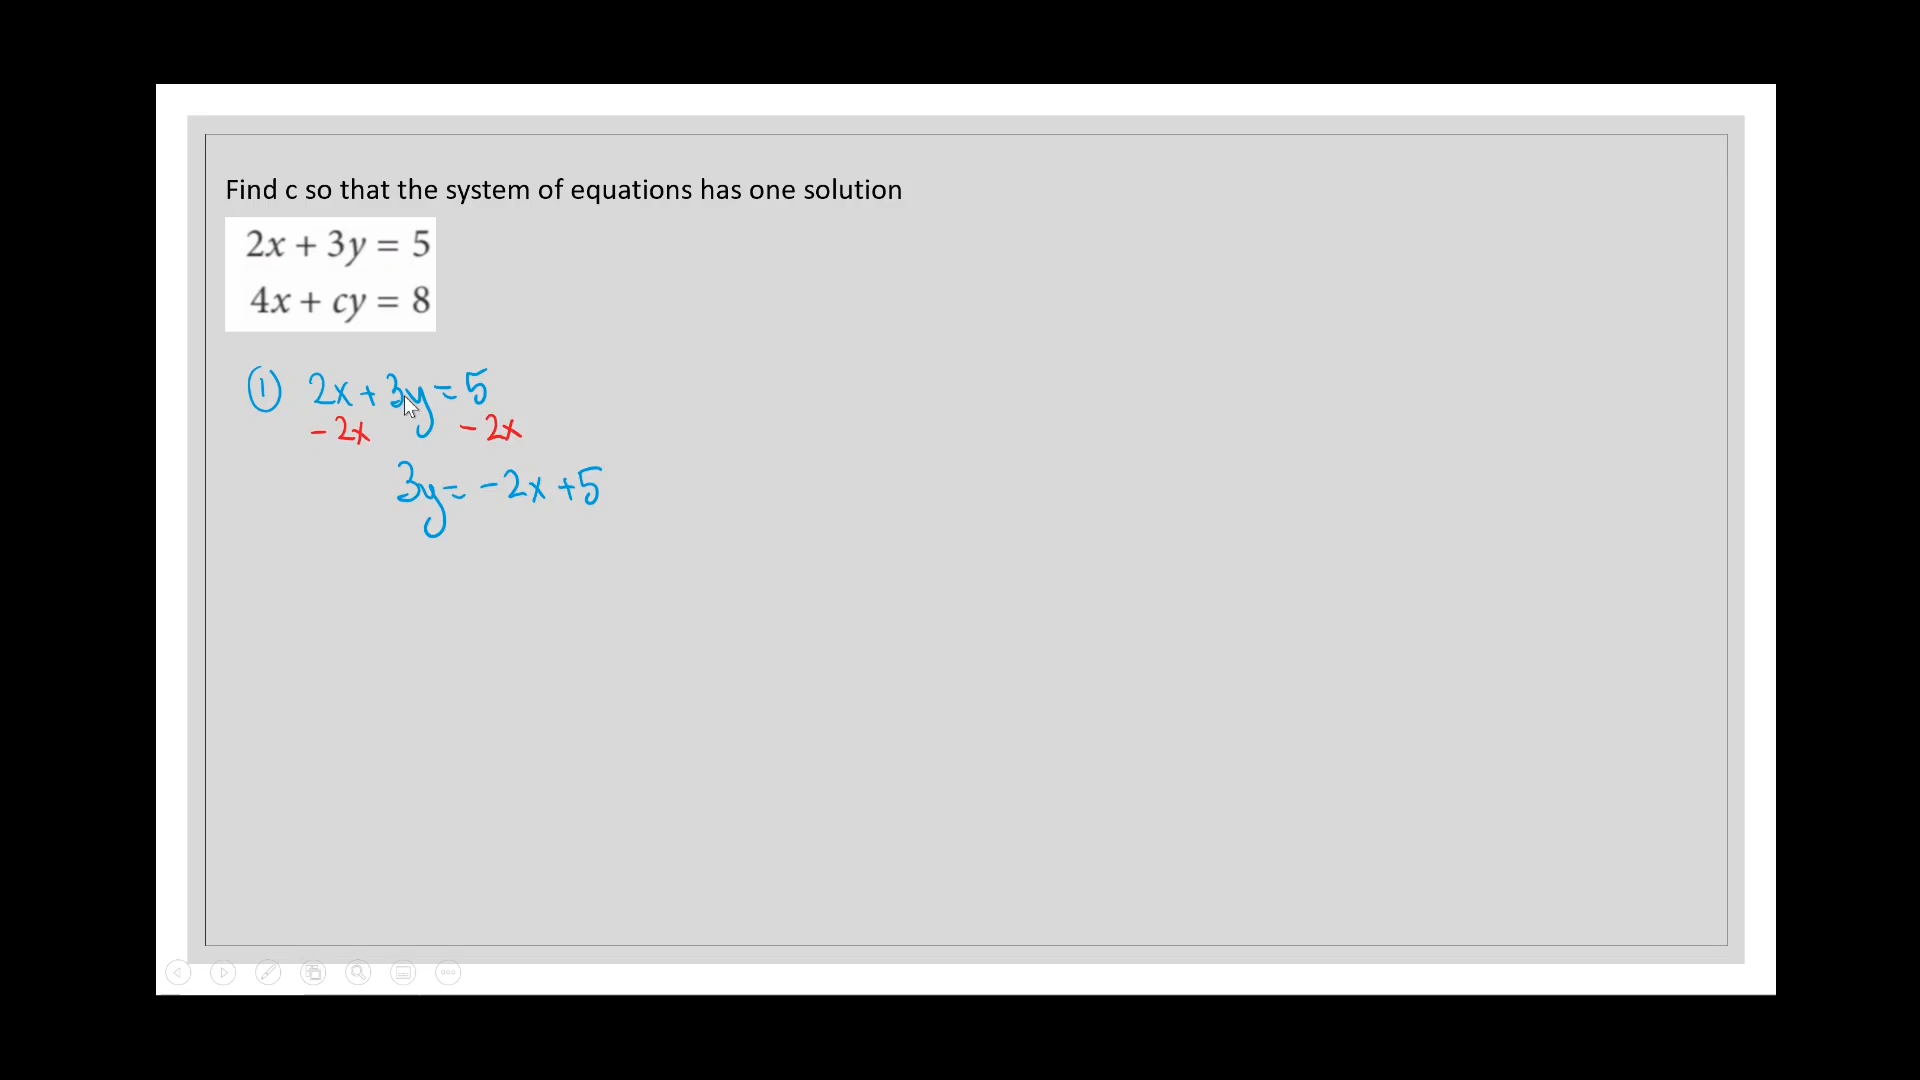 Find c so that the system of equations has one solution
2x + 3y = 5
4x + cy = 8
① 2x + 3y = 5
- 2x - 2x
3y = - 2x + 5